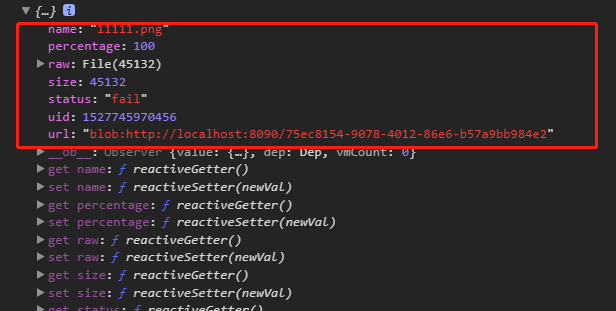 {…} i
name: "11111.png"
percentage: 100
raw: File(45132)
size: 45132
status: "fail"
uid: 1527745970456
url: "blob:http://localhost:8090/75ec8154-9078-4012-86e6-b57a9bb984e2"
__ob__: Observer {value: {…}, dep: Dep, vmCount: 0}
get name: ƒ reactiveGetter()
set name: ƒ reactiveSetter(newVal)
get percentage: ƒ reactiveGetter()
set percentage: ƒ reactiveSetter(newVal)
get raw: ƒ reactiveGetter()
set raw: ƒ reactiveSetter(newVal)
get size: ƒ reactiveGetter()
set size: ƒ reactiveSetter(newVal)
get status: ƒ reactiveGetter()